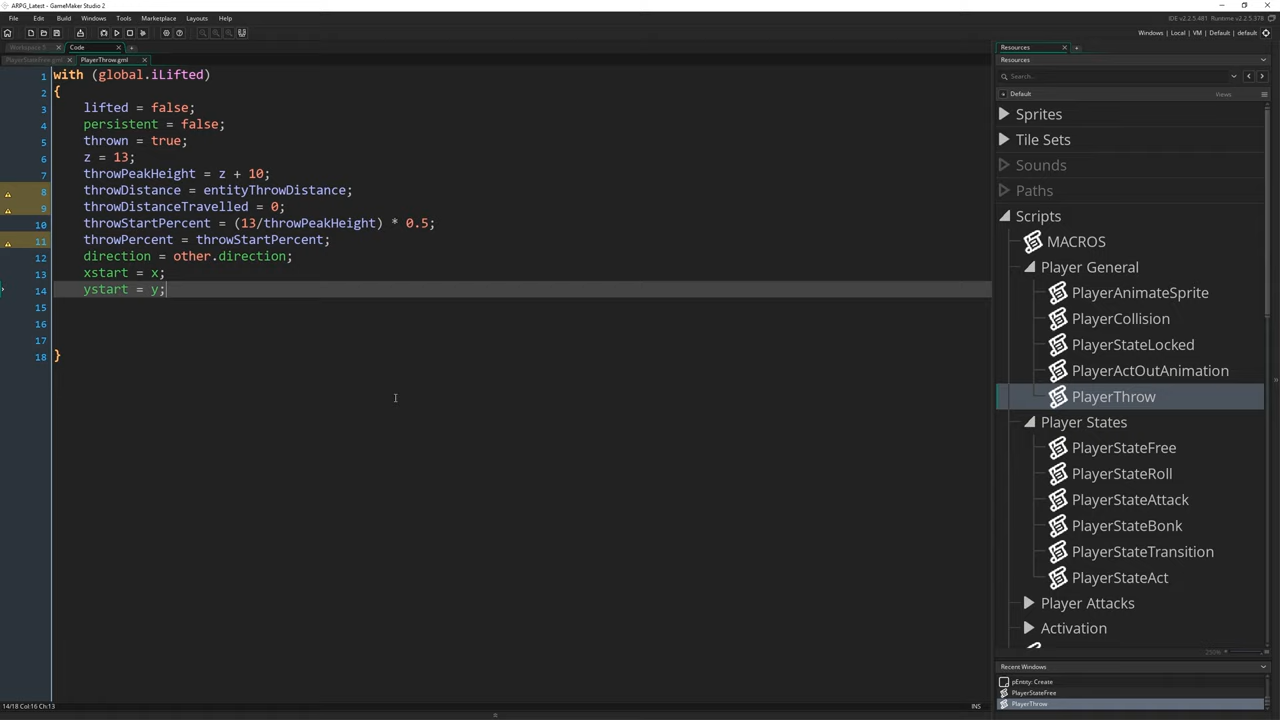 ARPG_Latest - GameMaker Studio 2
File Edit Build Windows Tools Marketplace Layouts Help
IDE v2.2.5.481 Runtime v2.2.5.378
Windows | Local | VM | Default | default
Workspace 1 Code
PlayerStateFree.gml PlayerThrow.gml
1 with (global.iLifted)
2 {
3 lifted = false;
4 persistent = false;
5 thrown = true;
6 z = 13;
7 throwPeakHeight = z + 10;
8 throwDistance = entityThrowDistance;
9 throwDistanceTravelled = 0;
10 throwStartPercent = (13/throwPeakHeight) * 0.5;
11 throwPercent = throwStartPercent;
12 direction = other.direction;
13 xstart = x;
14 ystart = y;
15
16
17
18 }
14/18 Col:16 Ch:13
INS
Resources
Resources
Search...
Default
Views
Sprites
Tile Sets
Sounds
Paths
Scripts
MACROS
Player General
PlayerAnimateSprite
PlayerCollision
PlayerStateLocked
PlayerActOutAnimation
PlayerThrow
Player States
PlayerStateFree
PlayerStateRoll
PlayerStateAttack
PlayerStateBonk
PlayerStateTransition
PlayerStateAct
Player Attacks
Activation
250%
Recent Windows
pEntity: Create
PlayerStateFree
PlayerThrow